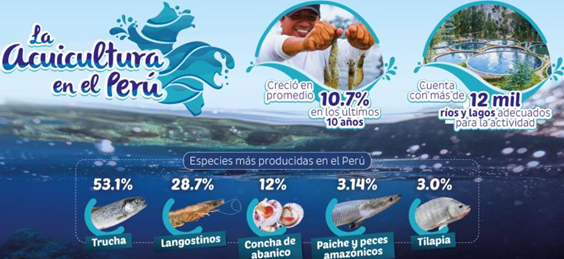 La
Acuicultura
en el Perú
Creció en
promedio 10.7%
en los últimos
10 años
Cuenta
con más de 12 mil
ríos y lagos adecuados
para la actividad
Especies más producidas en el Perú
53.1% 28.7% 12% 3.14% 3.0%
Trucha Langostinos Concha de abanico Paiche y peces amazónicos Tilapia